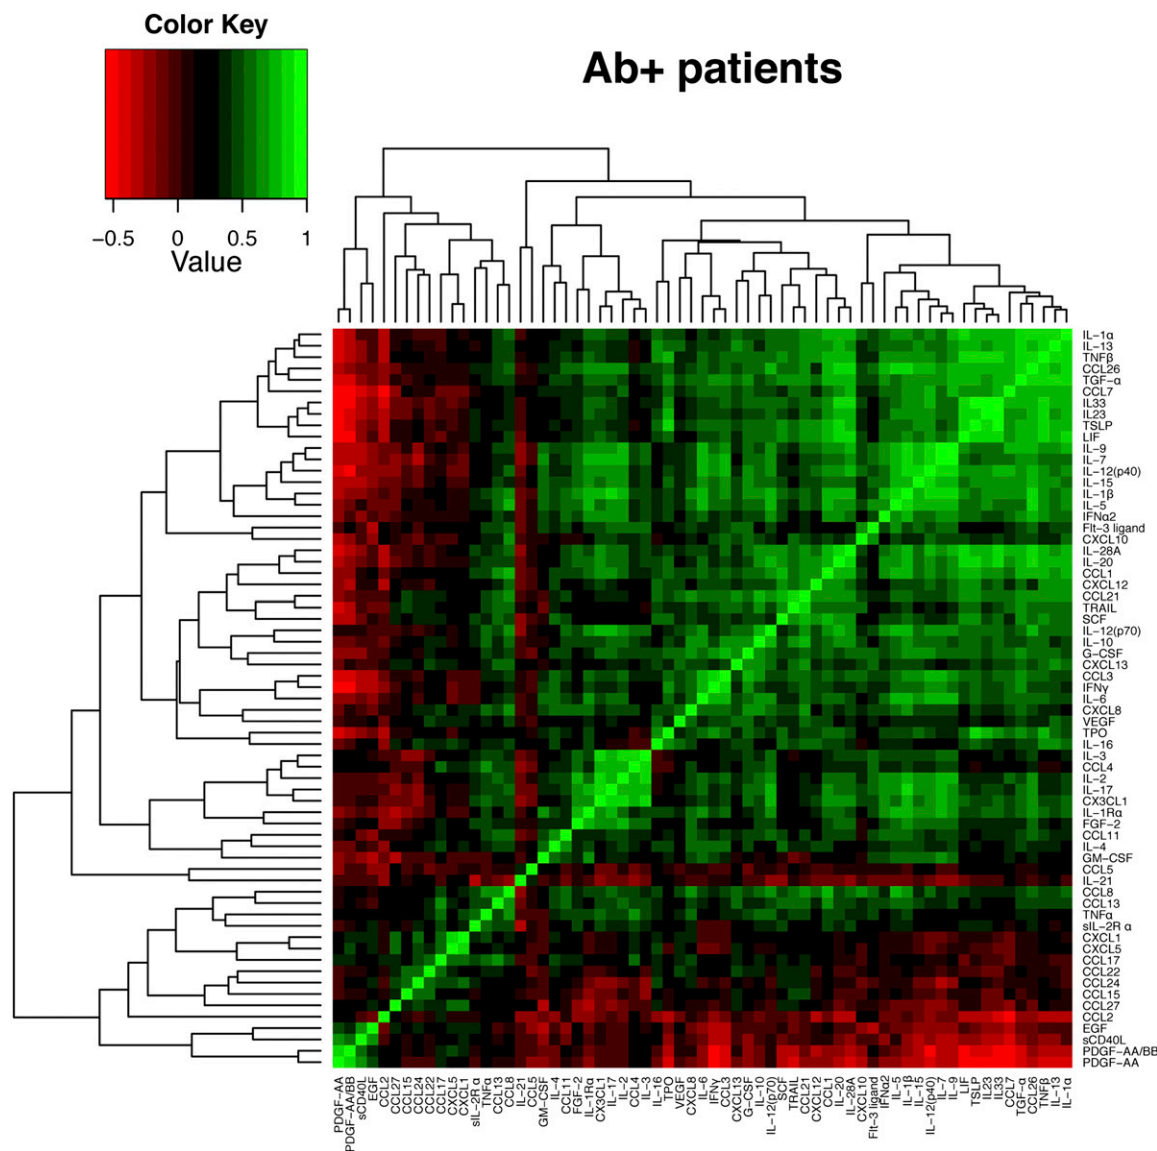 Color Key
Ab+ patients
−0.5 0 0.5 1
Value
IL−1α
IL−13
TNFβ
CCL26
TGF−α
CCL7
IL33
IL23
TSLP
LIF
IL−9
IL−7
IL−12(p40)
IL−15
IL−1β
IL−5
IFNα2
Flt−3 ligand
CXCL10
IL−28A
IL−20
CCL1
CXCL12
CCL21
TRAIL
SCF
IL−12(p70)
IL−10
G−CSF
CXCL13
CCL3
IFNγ
IL−6
CXCL8
VEGF
TPO
IL−16
IL−3
CCL4
IL−2
IL−17
CX3CL1
IL−1Rα
FGF−2
CCL11
IL−4
GM−CSF
CCL5
IL−21
CCL8
CCL13
TNFα
sIL−2R α
CXCL1
CXCL5
CCL17
CCL22
CCL24
CCL15
CCL27
CCL2
EGF
sCD40L
PDGF−AA/BB
PDGF−AA
PDGF−AA
PDGF−AA/BB
sCD40L
EGF
CCL2
CCL27
CCL15
CCL24
CCL22
CCL17
CXCL5
CXCL1
sIL−2R α
TNFα
CCL13
CCL8
IL−21
CCL5
GM−CSF
IL−4
CCL11
FGF−2
IL−1Rα
CX3CL1
IL−17
IL−2
CCL4
IL−3
IL−16
TPO
VEGF
CXCL8
IL−6
IFNγ
CCL3
CXCL13
G−CSF
IL−10
IL−12(p70)
SCF
TRAIL
CCL21
CXCL12
CCL1
IL−20
IL−28A
CXCL10
Flt−3 ligand
IFNα2
IL−5
IL−1β
IL−15
IL−12(p40)
IL−7
IL−9
LIF
TSLP
IL23
IL33
CCL7
TGF−α
CCL26
TNFβ
IL−13
IL−1α